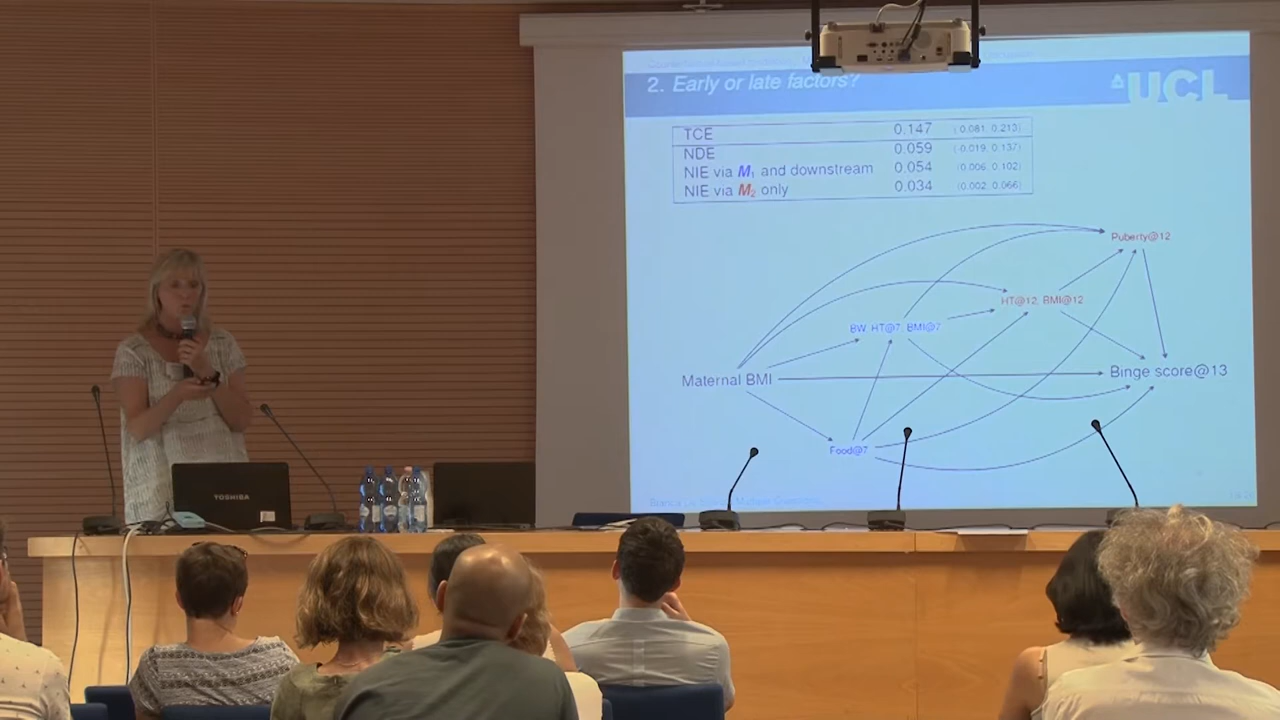 2. Early or late factors?
UCL
TCE 0.147 (0.081, 0.213)
NDE 0.059 (-0.019, 0.137)
NIE via M1 and downstream 0.054 (0.006, 0.102)
NIE via M2 only 0.034 (0.002, 0.066)
Puberty@12
HT@12, BMI@12
BW, HT@7, BMI@7
Binge score@13
Maternal BMI
Food@7
TOSHIBA